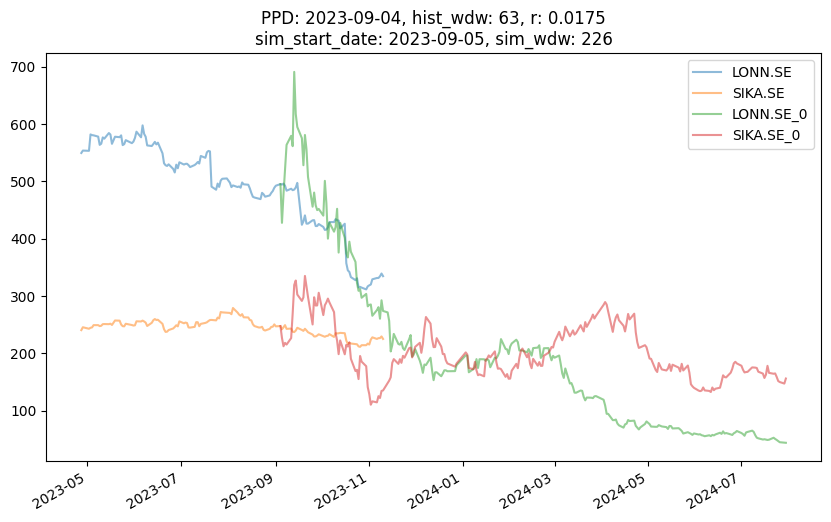 PPD: 2023-09-04, hist_wdw: 63, r: 0.0175
sim_start_date: 2023-09-05, sim_wdw: 226
700
600
500
400
300
200
100
LONN.SE
SIKA.SE
LONN.SE_0
SIKA.SE_0
2023-05
2023-07
2023-09
2023-11
2024-01
2024-03
2024-05
2024-07